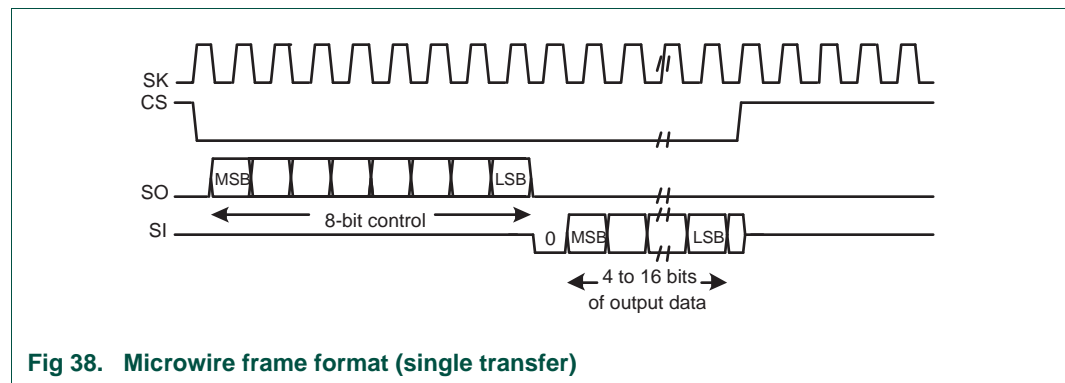 SK
CS
SO
MSB
LSB
8-bit control
SI
0
MSB
LSB
4 to 16 bits
of output data
Fig 38. Microwire frame format (single transfer)